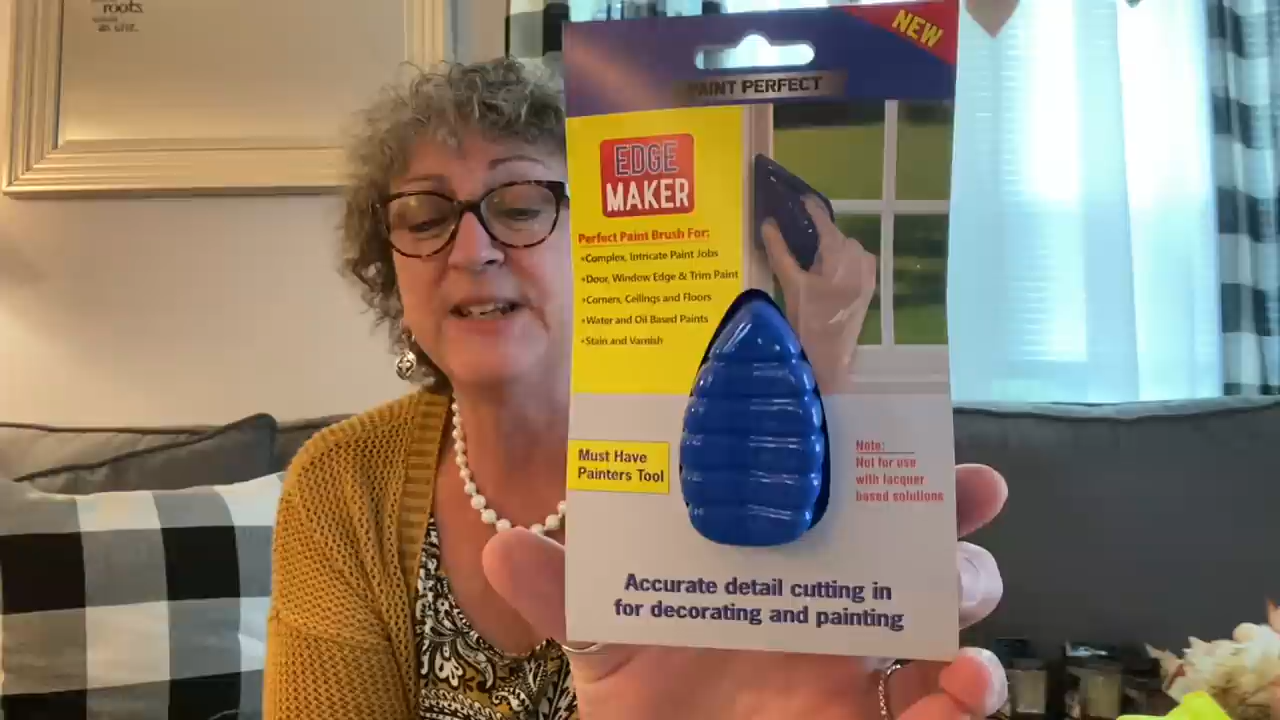 roots
NEW
PAINT PERFECT
EDGE
MAKER
Perfect Paint Brush For:
•Complex, Intricate Paint Jobs
•Door, Window Edge & Trim Paint
•Corners, Ceilings and Floors
•Water and Oil Based Paints
•Stain and Varnish
Must Have
Painters Tool
Note:
Not for use
with lacquer
based solutions
Accurate detail cutting in
for decorating and painting